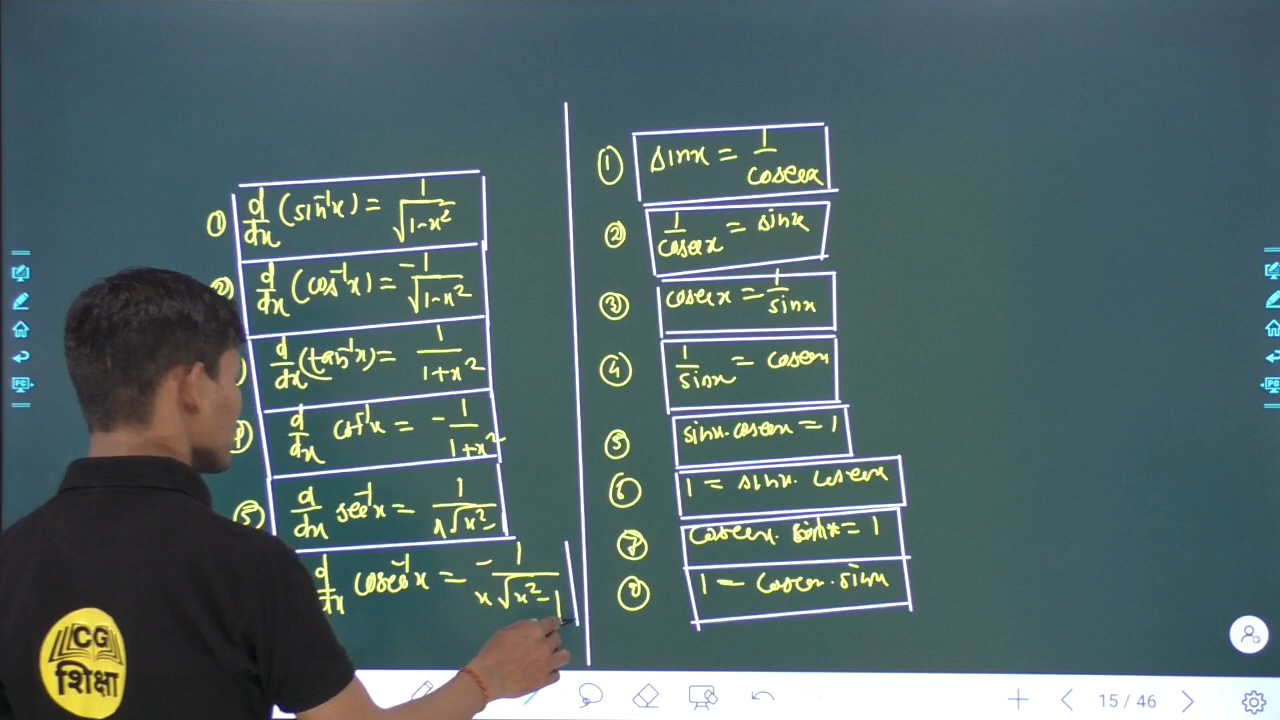 ① d/dx (sin⁻¹x) = 1/√(1-x²)
d/dx (cos⁻¹x) = -1/√(1-x²)
d/dx (tan⁻¹x) = 1/(1+x²)
d/dx cot⁻¹x = -1/(1+x²)
⑤ d/dx sec⁻¹x = 1/(x√(x²-
d/dx cosec⁻¹x = -1/(x√(x²-1))
① sinx = 1/cosecx
② 1/cosecx = sinx
③ cosecx = 1/sinx
④ 1/sinx = cosecx
⑤ sinx.cosecx = 1
⑥ 1 = sinx. cosecx
⑦ cosecx. sinx = 1
⑧ 1 = cosecx.sinx
CG
शिक्षा
15 / 46
PC
PC